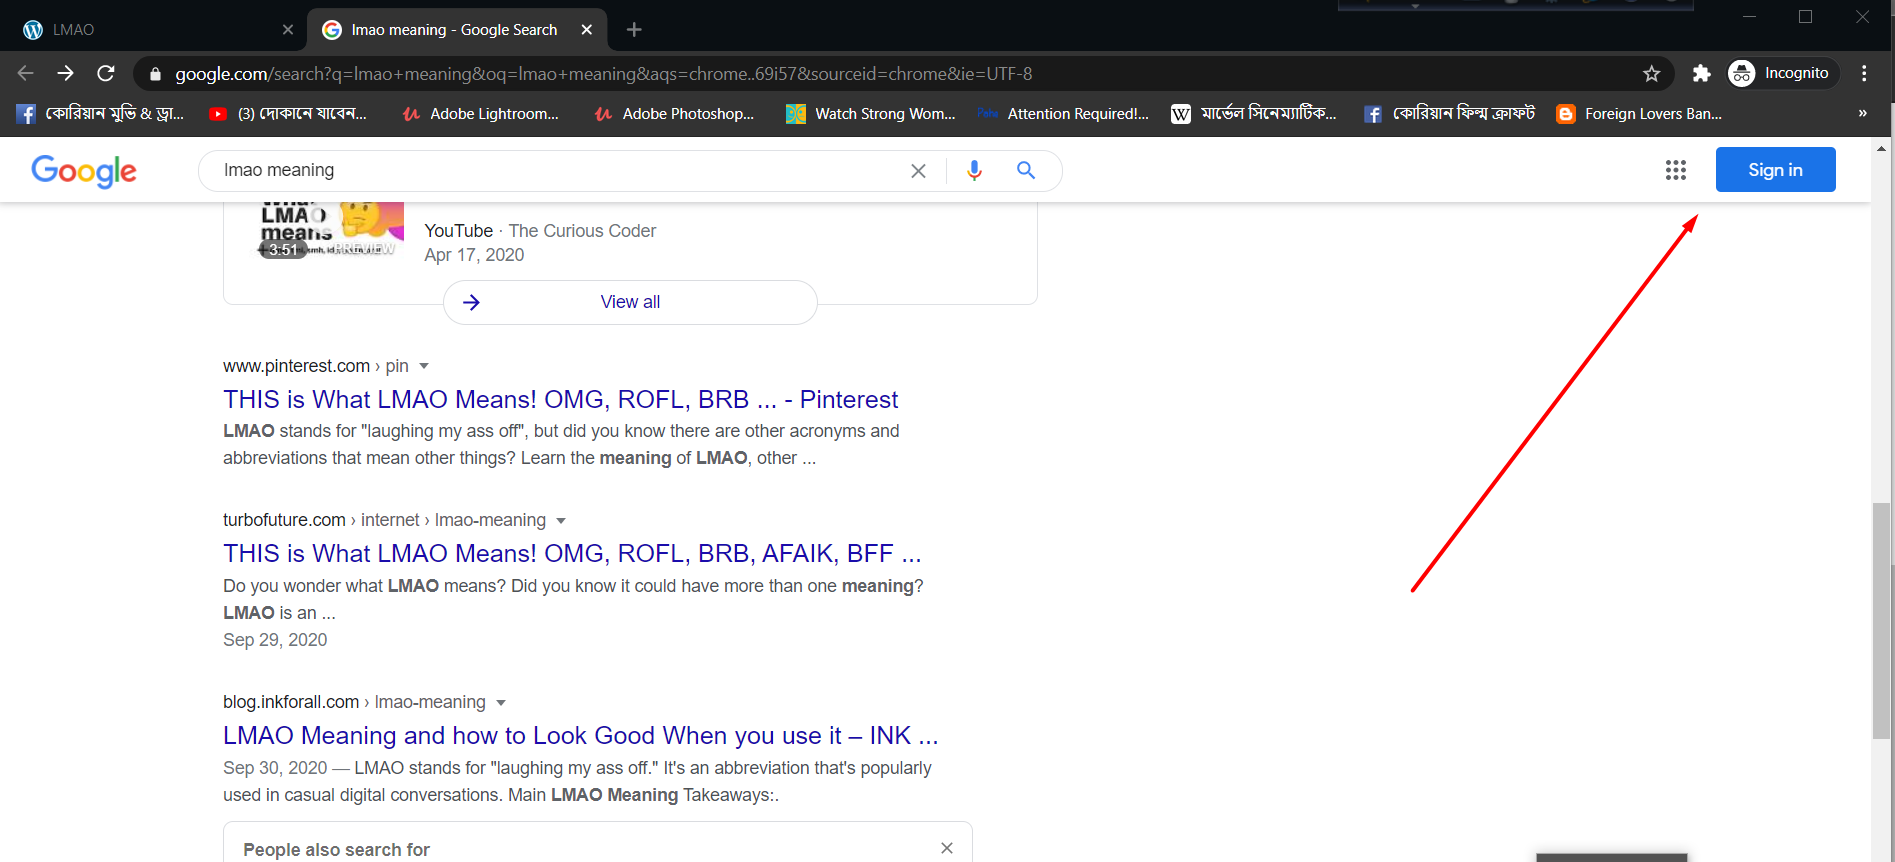 LMAO
lmao meaning - Google Search
google.com/search?q=lmao+meaning&oq=lmao+meaning&aqs=chrome..69i57&sourceid=chrome&ie=UTF-8
Incognito
কোরিয়ান মুভি & ড্রা...
(3) দোকানে যাবেন...
Adobe Lightroom...
Adobe Photoshop...
Watch Strong Wom...
Attention Required!...
W মার্ভেল সিনেম্যাটিক...
কোরিয়ান ফিল্ম ক্রাফট
Foreign Lovers Ban...
»
Google
lmao meaning
Sign in
LMAO
means
3:51
PREVIEW
YouTube · The Curious Coder
Apr 17, 2020
View all
www.pinterest.com › pin
THIS is What LMAO Means! OMG, ROFL, BRB ... - Pinterest
LMAO stands for "laughing my ass off", but did you know there are other acronyms and
abbreviations that mean other things? Learn the meaning of LMAO, other ...
turbofuture.com › internet › lmao-meaning
THIS is What LMAO Means! OMG, ROFL, BRB, AFAIK, BFF ...
Do you wonder what LMAO means? Did you know it could have more than one meaning?
LMAO is an ...
Sep 29, 2020
blog.inkforall.com › lmao-meaning
LMAO Meaning and how to Look Good When you use it – INK ...
Sep 30, 2020 — LMAO stands for "laughing my ass off." It's an abbreviation that's popularly
used in casual digital conversations. Main LMAO Meaning Takeaways:.
People also search for